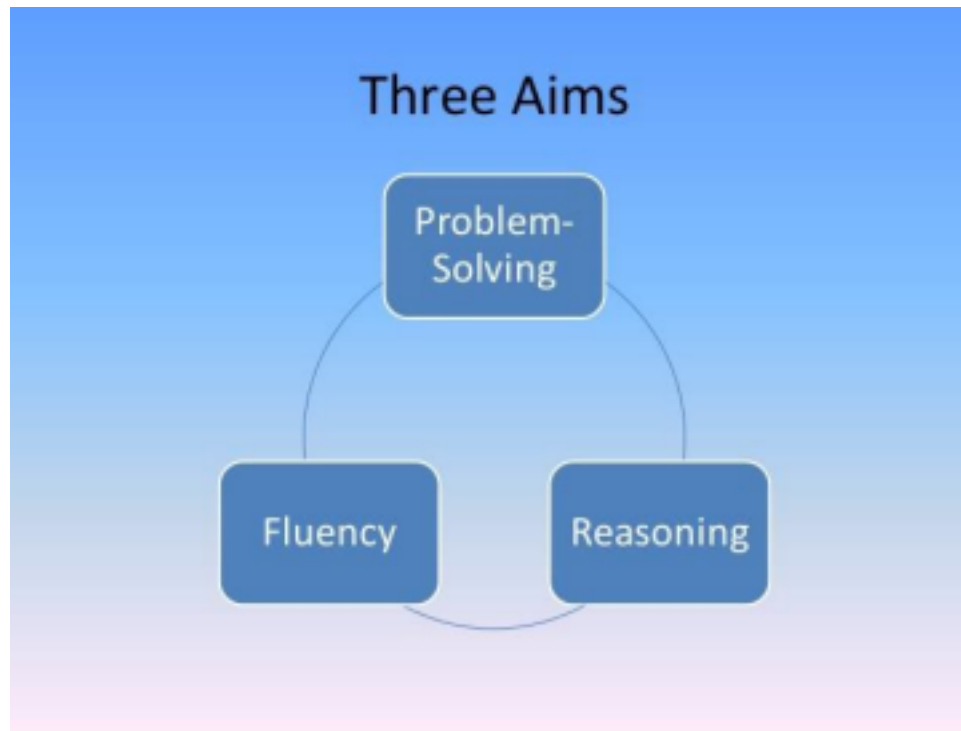 Three Aims
Problem-
Solving
Fluency
Reasoning